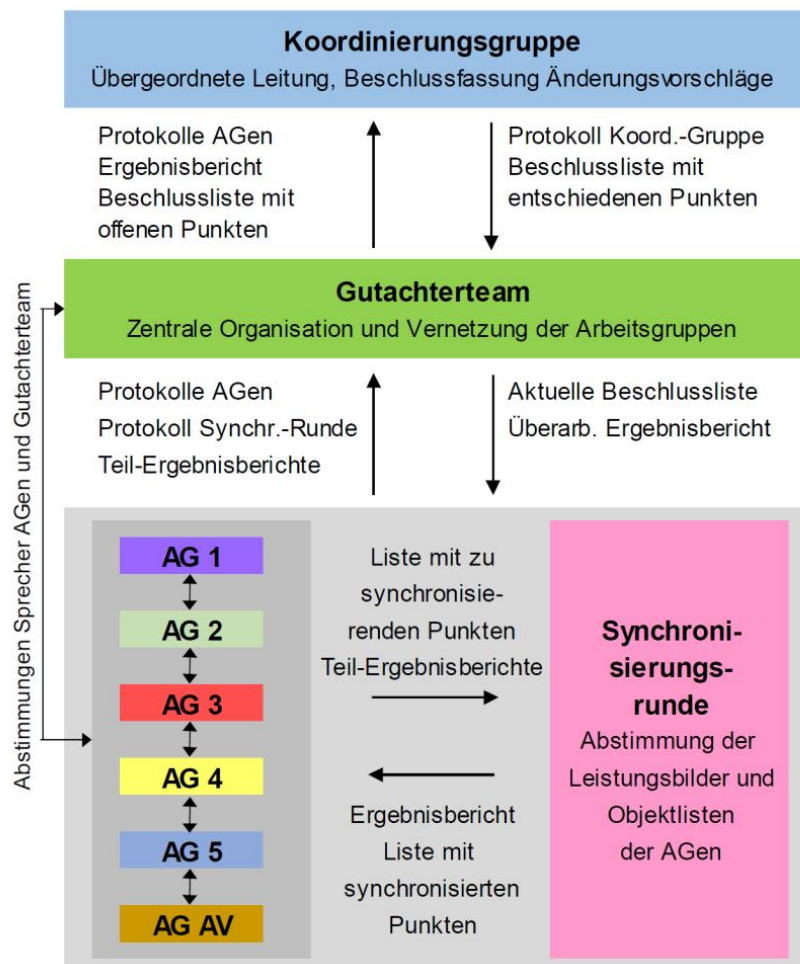 Koordinierungsgruppe
Übergeordnete Leitung, Beschlussfassung Änderungsvorschläge
Protokolle AGen
Ergebnisbericht
Beschlussliste mit
offenen Punkten
Protokoll Koord.-Gruppe
Beschlussliste mit
entschiedenen Punkten
Gutachterteam
Zentrale Organisation und Vernetzung der Arbeitsgruppen
Abstimmungen Sprecher AGen und Gutachterteam
Protokolle AGen
Protokoll Synchr.-Runde
Teil-Ergebnisberichte
Aktuelle Beschlussliste
Überarb. Ergebnisbericht
AG 1
AG 2
AG 3
AG 4
AG 5
AG AV
Liste mit zu
synchronisie-
renden Punkten
Teil-Ergebnisberichte
Ergebnisbericht
Liste mit
synchronisierten
Punkten
Synchroni-
sierungs-
runde
Abstimmung der
Leistungsbilder und
Objektlisten
der AGen